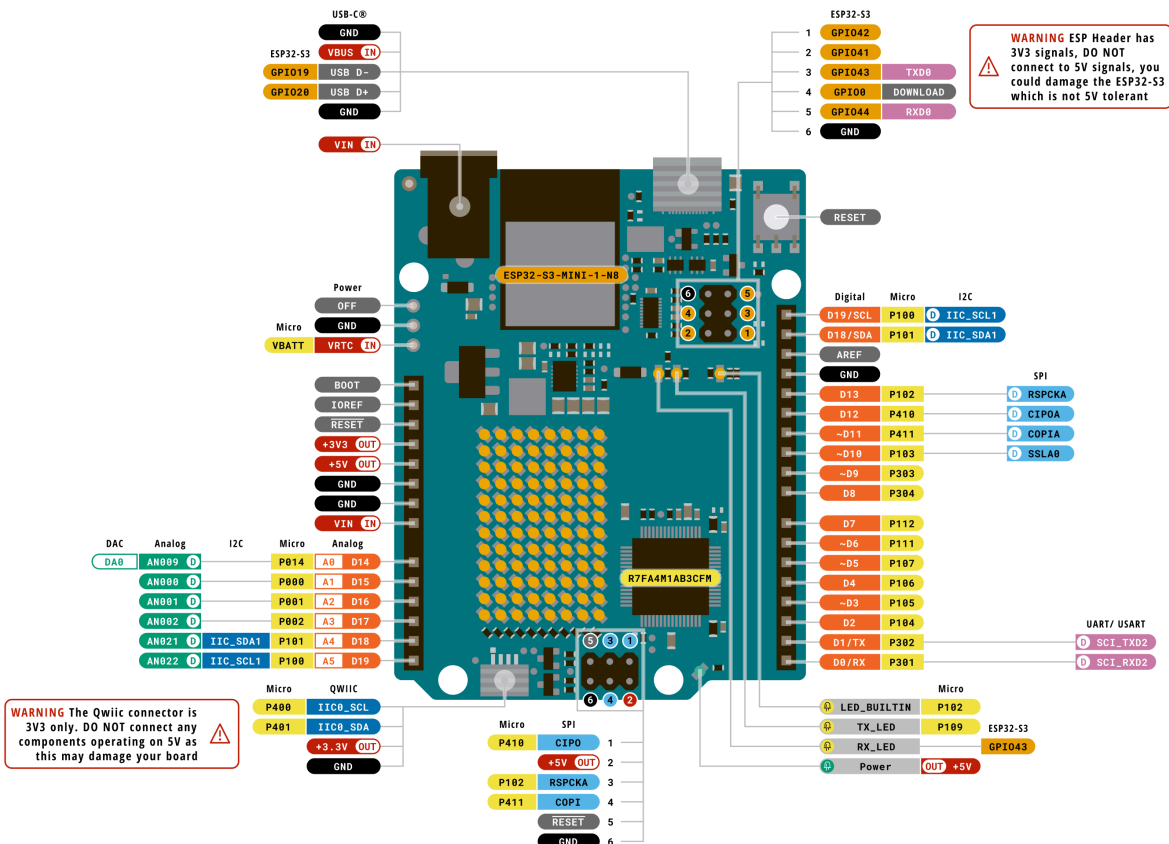 USB-C®
GND
VBUS IN
ESP32-S3
GPIO19 USB D-
GPIO20 USB D+
GND
VIN IN
ESP32-S3
1 GPIO42
2 GPIO41
3 GPIO43 TXD0
4 GPIO0 DOWNLOAD
5 GPIO44 RXD0
6 GND
WARNING ESP Header has
3V3 signals, DO NOT
connect to 5V signals, you
could damage the ESP32-S3
which is not 5V tolerant
RESET
ESP32-S3-MINI-1-N8
6 5
4 3
2 1
Power
OFF
GND
Micro
VBATT VRTC IN
BOOT
IOREF
RESET
+3V3 OUT
+5V OUT
GND
GND
VIN IN
DAC Analog I2C Micro Analog
DA0 AN009 D P014 A0 D14
AN000 D P000 A1 D15
AN001 D P001 A2 D16
AN002 D P002 A3 D17
AN021 D IIC_SDA1 P101 A4 D18
AN022 D IIC_SCL1 P100 A5 D19
Digital Micro I2C
D19/SCL P100 D IIC_SCL1
D18/SDA P101 D IIC_SDA1
AREF
GND
SPI
D13 P102 D RSPCKA
D12 P410 D CIPOA
~D11 P411 D COPIA
~D10 P103 D SSLA0
~D9 P303
D8 P304
D7 P112
~D6 P111
~D5 P107
D4 P106
~D3 P105
D2 P104
UART/ USART
D1/TX P302 D SCI_TXD2
D0/RX P301 D SCI_RXD2
R7FA4M1AB3CFM
5 3 1
6 4 2
Micro QWIIC
P400 IIC0_SCL
P401 IIC0_SDA
+3.3V OUT
GND
WARNING The Qwiic connector is
3V3 only. DO NOT connect any
components operating on 5V as
this may damage your board
Micro SPI
P410 CIPO 1
+5V OUT 2
P102 RSPCKA 3
P411 COPI 4
RESET 5
GND 6
Micro
LED_BUILTIN P102
TX_LED P109
ESP32-S3
RX_LED GPIO43
Power OUT +5V